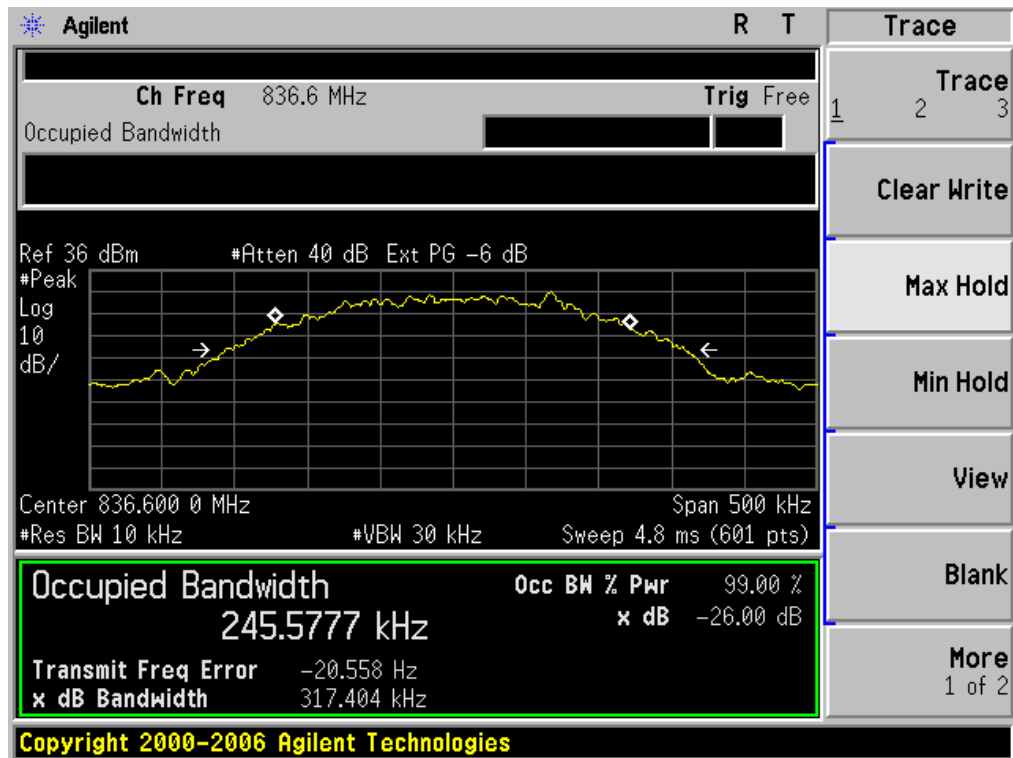 Agilent R T
Ch Freq 836.6 MHz Trig Free
Occupied Bandwidth
Ref 36 dBm #Atten 40 dB Ext PG -6 dB
#Peak
Log
10
dB/
Center 836.600 0 MHz Span 500 kHz
#Res BW 10 kHz #VBW 30 kHz Sweep 4.8 ms (601 pts)
Occupied Bandwidth Occ BW % Pwr 99.00 %
245.5777 kHz x dB -26.00 dB
Transmit Freq Error -20.558 Hz
x dB Bandwidth 317.404 kHz
Copyright 2000-2006 Agilent Technologies
Trace
Trace
1 2 3
Clear Write
Max Hold
Min Hold
View
Blank
More
1 of 2